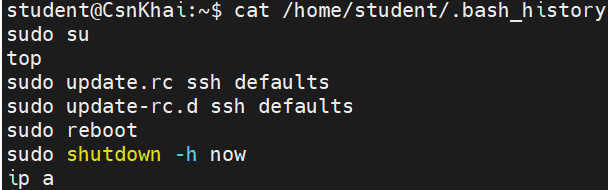 student@CsnKhai:~$ cat /home/student/.bash_history
sudo su
top
sudo update.rc ssh defaults
sudo update-rc.d ssh defaults
sudo reboot
sudo shutdown -h now
ip a